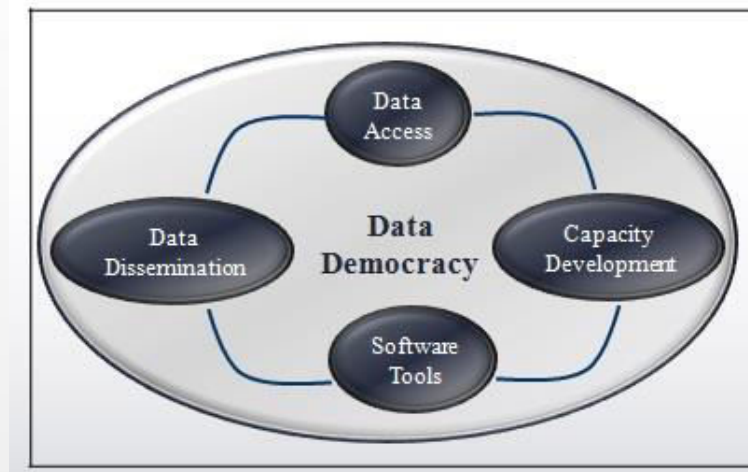 Data
Access
Data
Dissemination
Data
Democracy
Capacity
Development
Software
Tools